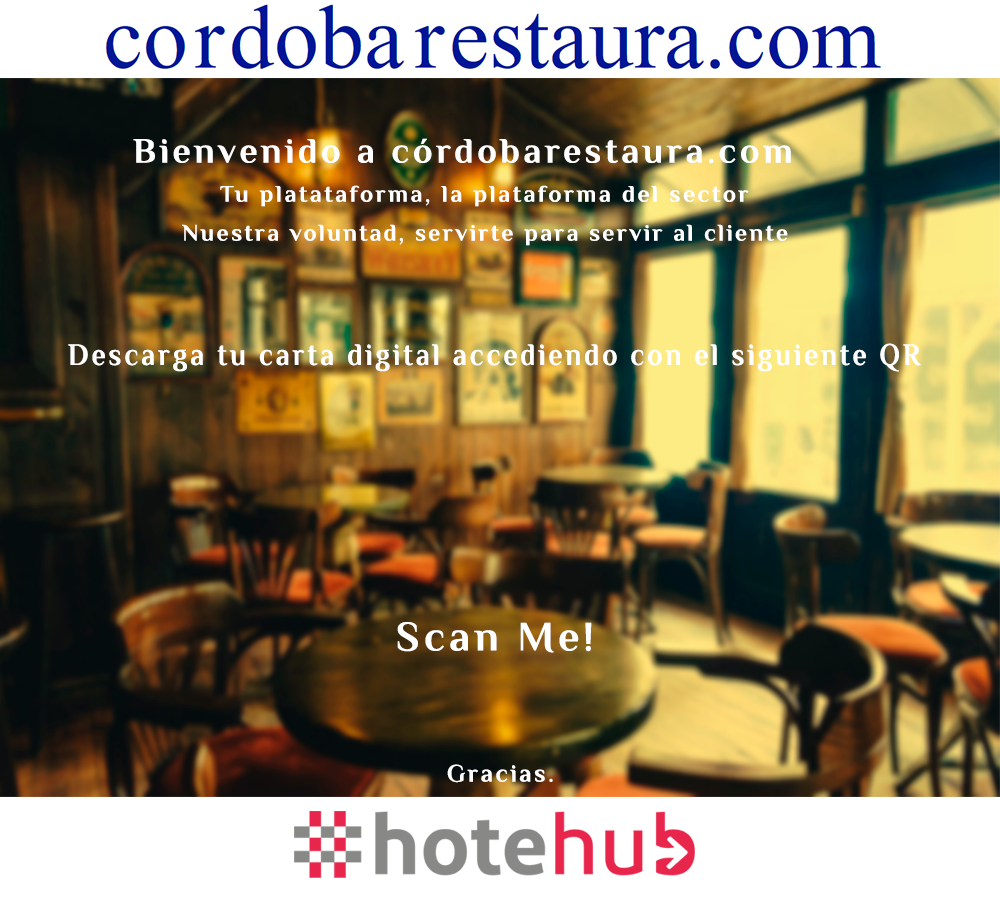 cordobarestaura.com
Bienvenido a córdobarestaura.com
Tu platataforma, la plataforma del sector
Nuestra voluntad, servirte para servir al cliente
Descarga tu carta digital accediendo con el siguiente QR
Scan Me!
Gracias.
#hotehub